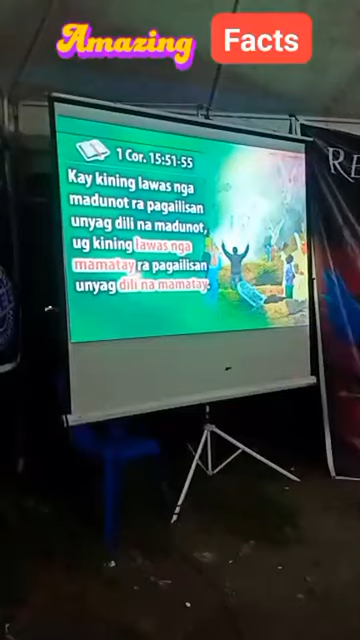 Amazing Facts
1 Cor. 15:51-55
Kay kining lawas nga
madunot ra pagailisan
unyag dili na madunot,
ug kining lawas nga
mamatay ra pagailisan
unyag dili na mamatay.
RE